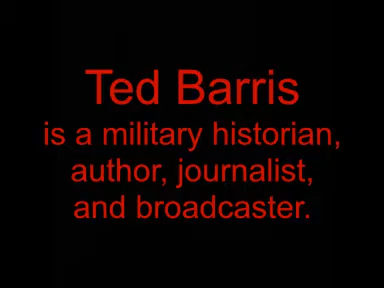 Ted Barris
is a military historian,
author, journalist,
and broadcaster.